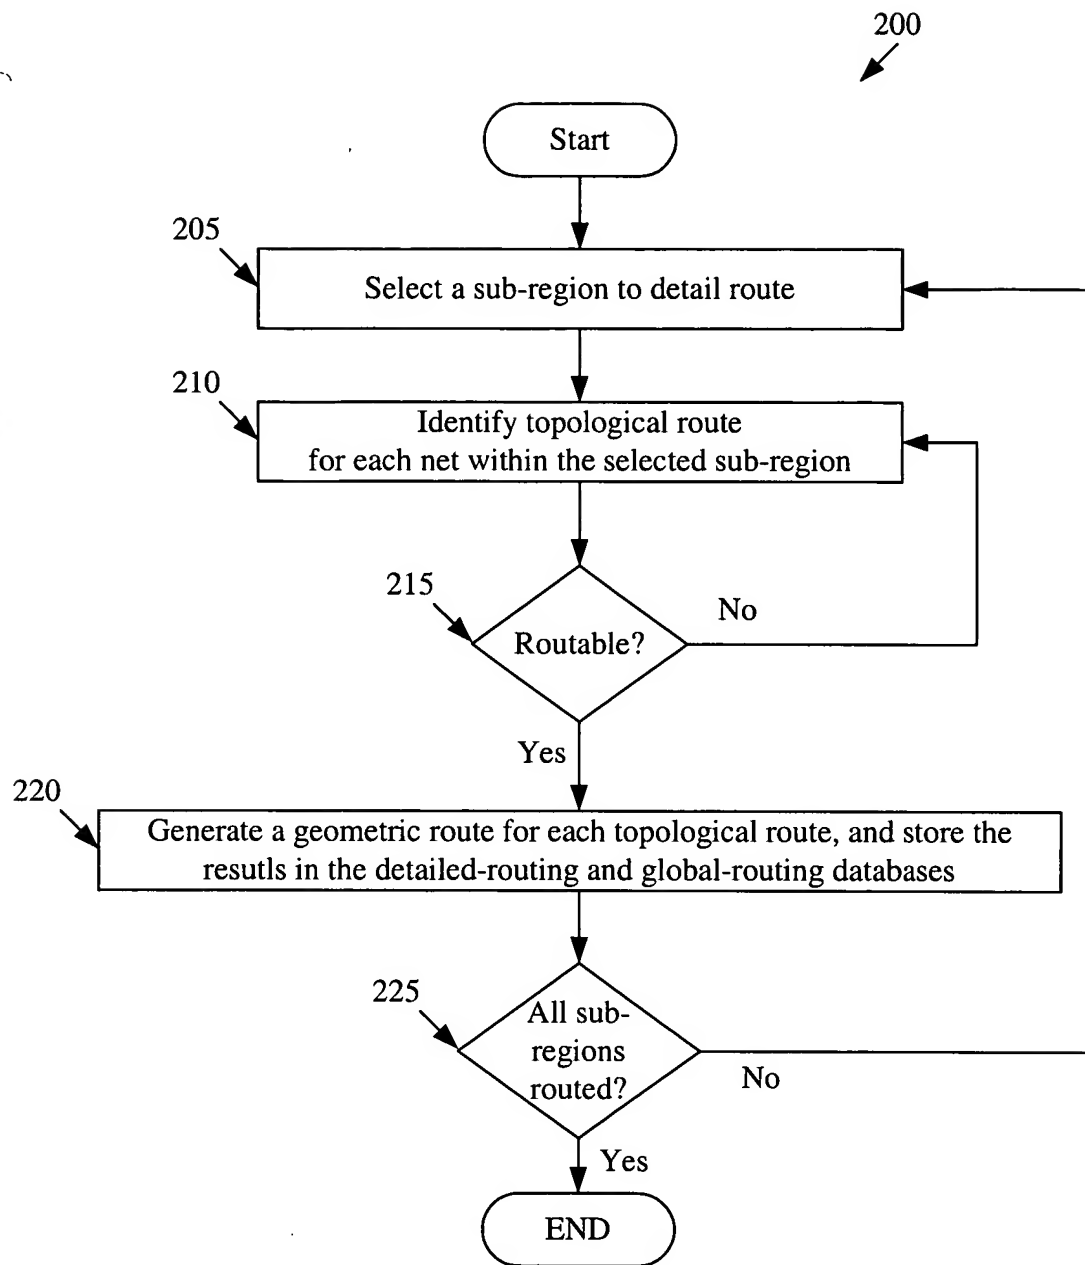 200
Start
205
Select a sub-region to detail route
210
Identify topological route
for each net within the selected sub-region
215
Routable?
No
Yes
220
Generate a geometric route for each topological route, and store the
resutls in the detailed-routing and global-routing databases
225
All sub-
regions
routed?
No
Yes
END